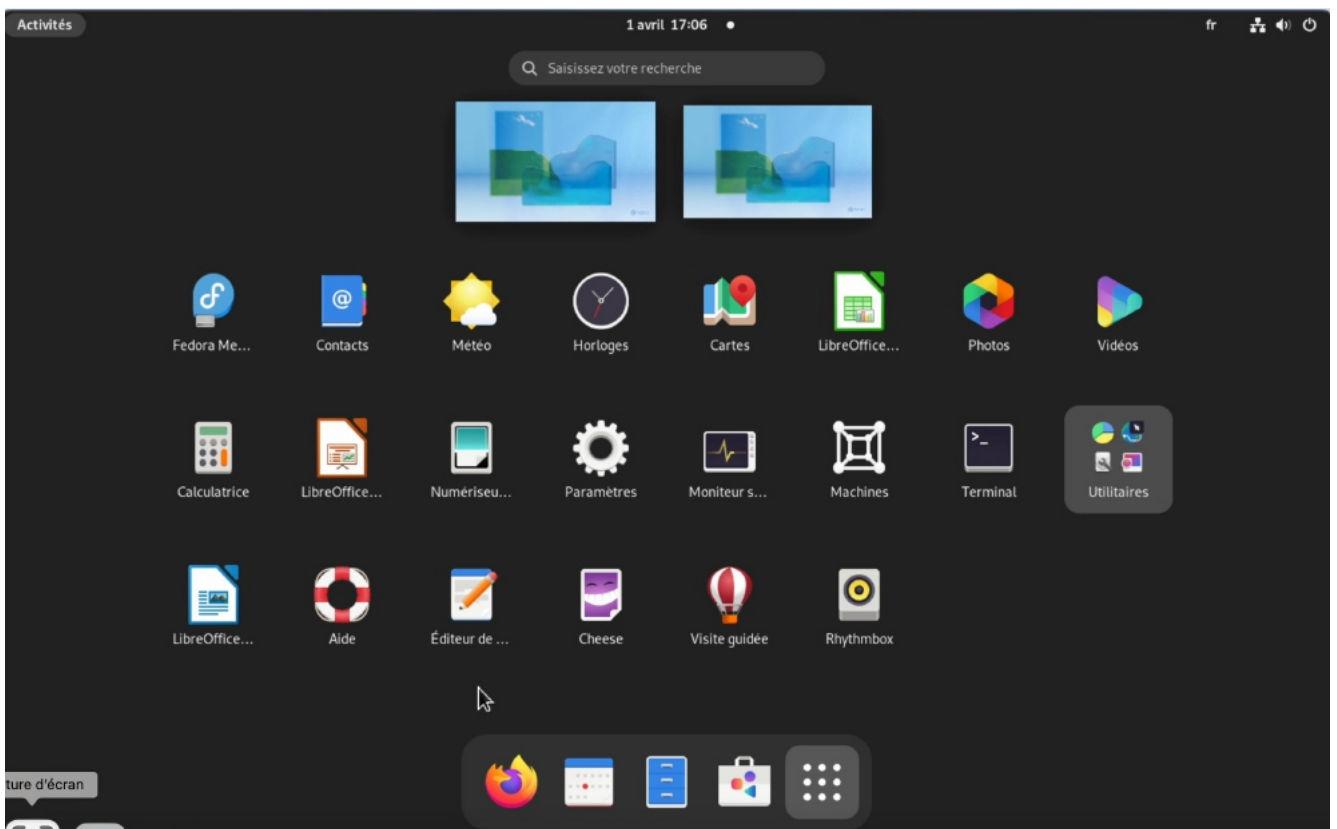 Activités
1 avril 17:06
fr
Saisissez votre recherche
Fedora Me...
Contacts
Météo
Horloges
Cartes
LibreOffice...
Photos
Vidéos
Calculatrice
LibreOffice...
Numériseu...
Paramètres
Moniteur s...
Machines
Terminal
Utilitaires
LibreOffice...
Aide
Éditeur de ...
Cheese
Visite guidée
Rhythmbox
ture d'écran